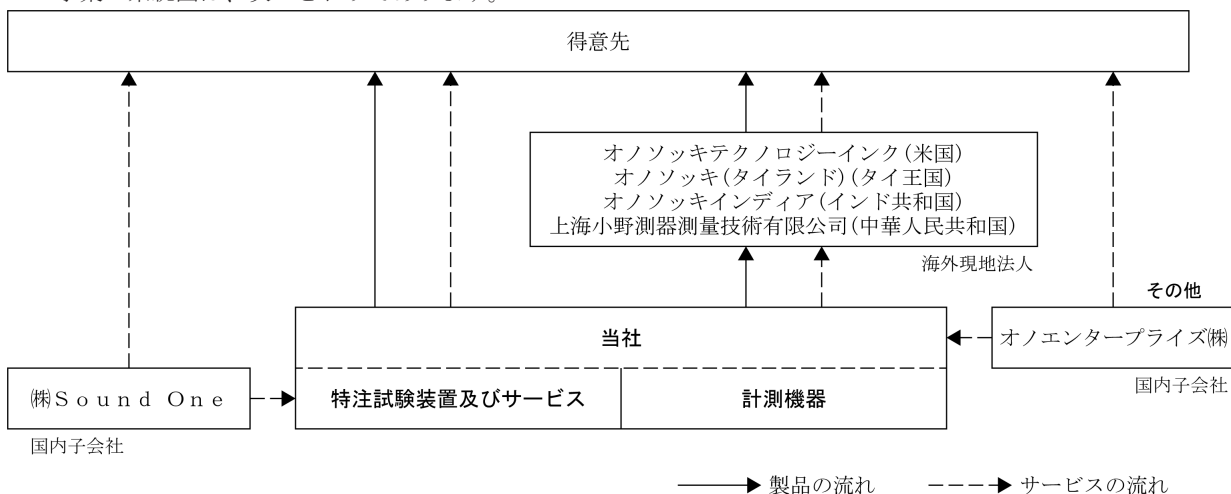 得意先
オノソッキテクノロジーインク(米国)
オノソッキ(タイランド)(タイ王国)
オノソッキインディア(インド共和国)
上海小野測器測量技術有限公司(中華人民共和国)
海外現地法人
その他
当社
オノエンタープライズ㈱
国内子会社
㈱Ｓｏｕｎｄ Ｏｎｅ
特注試験装置及びサービス
計測機器
国内子会社
製品の流れ
サービスの流れ